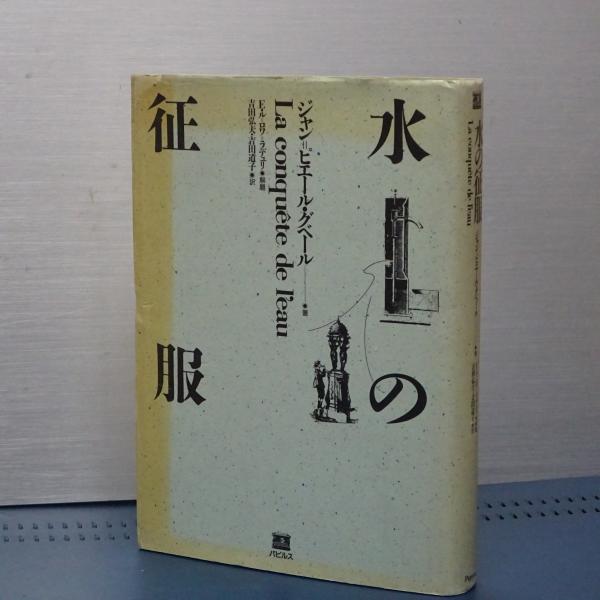 水の
征服
ジャン=ピエール・グベール──●著
La conquête de l'eau
E・ル=ロワ・ラデュリ●解題
吉田弘夫・吉田道子●訳
パピルス
水の征服
La conquête de l'eau